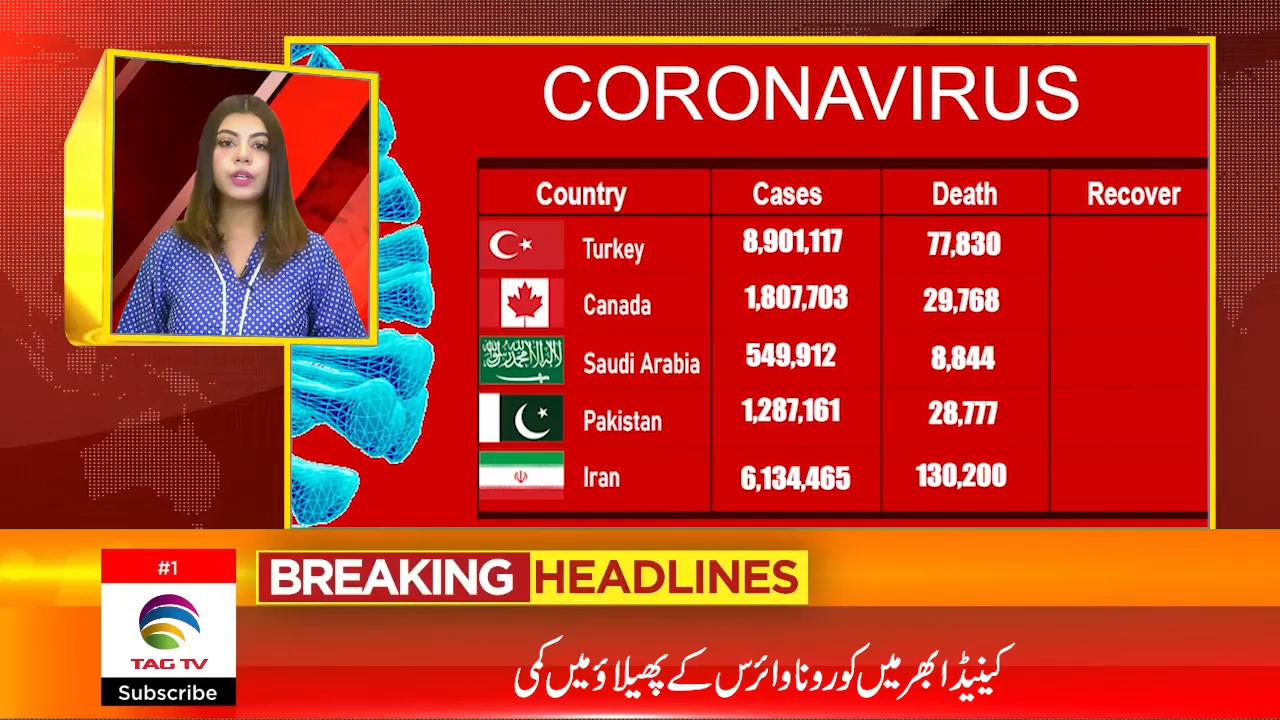 CORONAVIRUS
Country Cases Death Recover
Turkey 8,901,117 77,830
Canada 1,807,703 29,768
Saudi Arabia 549,912 8,844
Pakistan 1,287,161 28,777
Iran 6,134,465 130,200
#1
TAG TV
Subscribe
BREAKING HEADLINES
کینیڈا بھر میں کورونا وائرس کے پھیلاؤ میں کمی